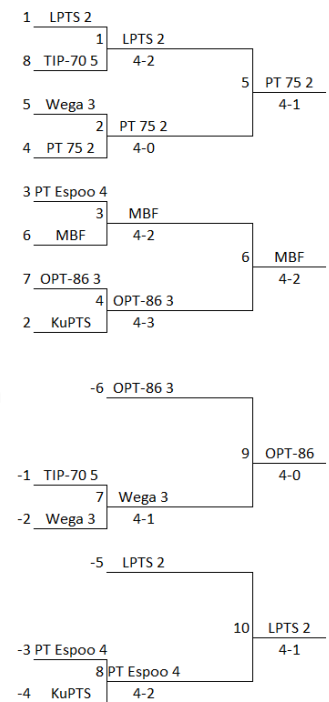 1 LPTS 2
1 LPTS 2
8 TIP-70 5 4-2
5 PT 75 2
5 Wega 3 4-1
2 PT 75 2
4 PT 75 2 4-0
3 PT Espoo 4
3 MBF
6 MBF 4-2
6 MBF
7 OPT-86 3 4-2
4 OPT-86 3
2 KuPTS 4-3
-6 OPT-86 3
9 OPT-86
-1 TIP-70 5 4-0
7 Wega 3
-2 Wega 3 4-1
-5 LPTS 2
10 LPTS 2
-3 PT Espoo 4 4-1
8 PT Espoo 4
-4 KuPTS 4-2